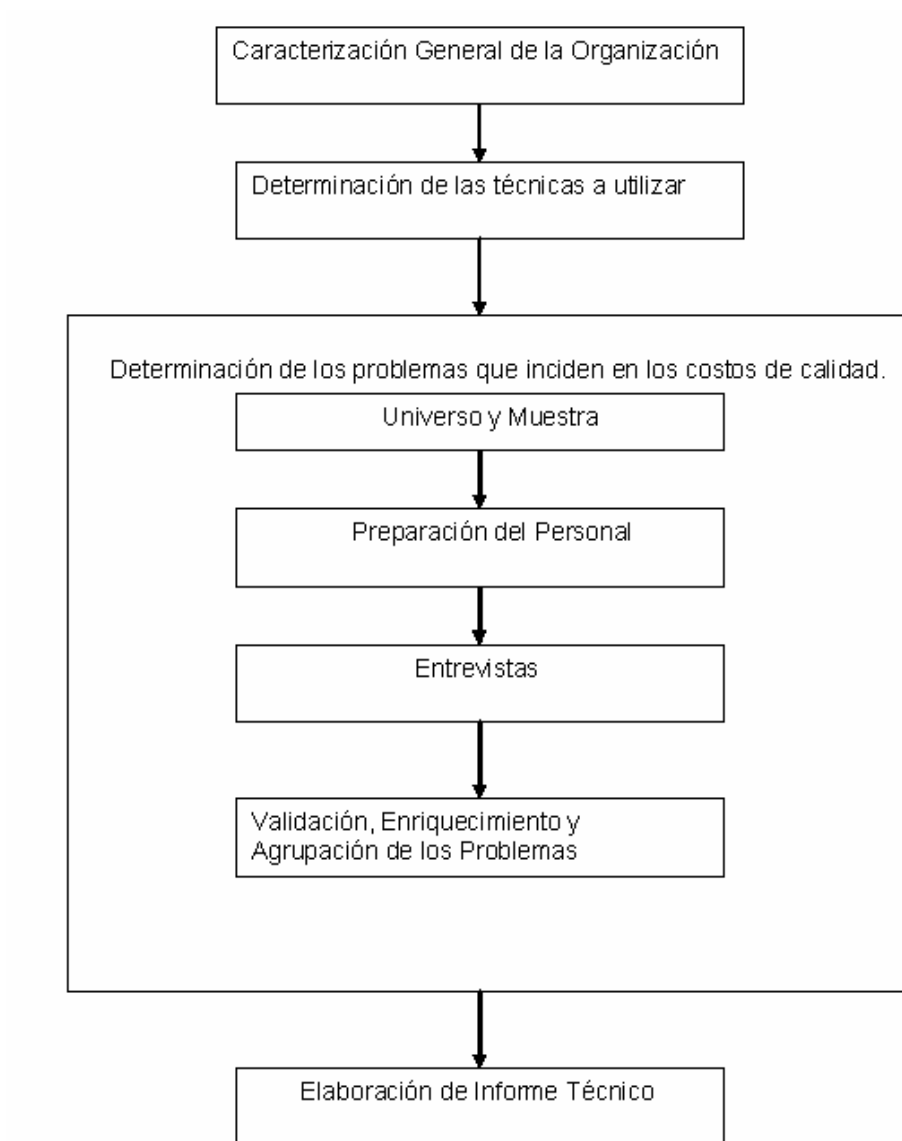 Caracterización General de la Organización
Determinación de las técnicas a utilizar
Determinación de los problemas que inciden en los costos de calidad.
Universo y Muestra
Preparación del Personal
Entrevistas
Validación, Enriquecimiento y
Agrupación de los Problemas
Elaboración de Informe Técnico